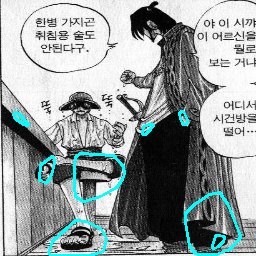 한병 가지곤
취침용 술도
안된다구.
야 이 시꺄
이 어르신을
뭘로
보는 거냐
어디서
시건방을
떨어…
뚝
뚝